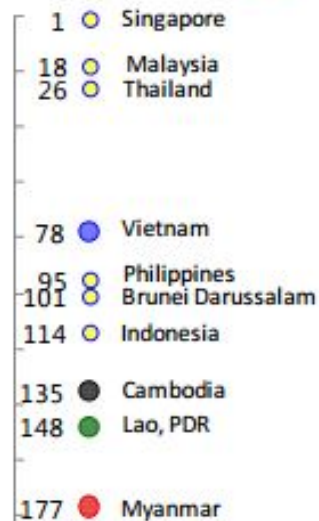 1 Singapore
18 Malaysia
26 Thailand
78 Vietnam
95 Philippines
101 Brunei Darussalam
114 Indonesia
135 Cambodia
148 Lao, PDR
177 Myanmar